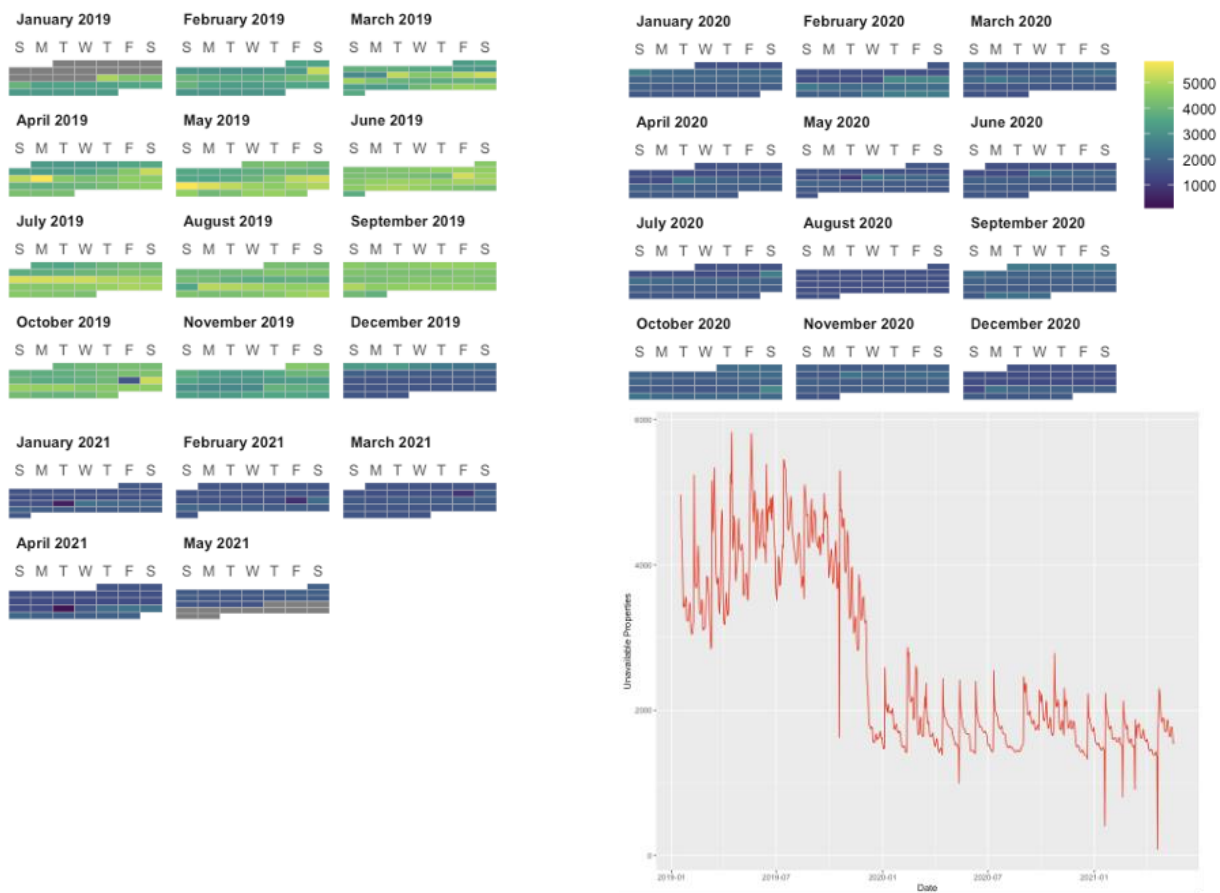 January 2019 February 2019 March 2019
S M T W T F S S M T W T F S S M T W T F S
April 2019 May 2019 June 2019
S M T W T F S S M T W T F S S M T W T F S
July 2019 August 2019 September 2019
S M T W T F S S M T W T F S S M T W T F S
October 2019 November 2019 December 2019
S M T W T F S S M T W T F S S M T W T F S
January 2021 February 2021 March 2021
S M T W T F S S M T W T F S S M T W T F S
April 2021 May 2021
S M T W T F S S M T W T F S
January 2020 February 2020 March 2020
S M T W T F S S M T W T F S S M T W T F S
April 2020 May 2020 June 2020
S M T W T F S S M T W T F S S M T W T F S
July 2020 August 2020 September 2020
S M T W T F S S M T W T F S S M T W T F S
October 2020 November 2020 December 2020
S M T W T F S S M T W T F S S M T W T F S
5000
4000
3000
2000
1000
Unavailable Properties
6000
4000
2000
0
2019-01 2019-07 2020-01 2020-07 2021-01
Date